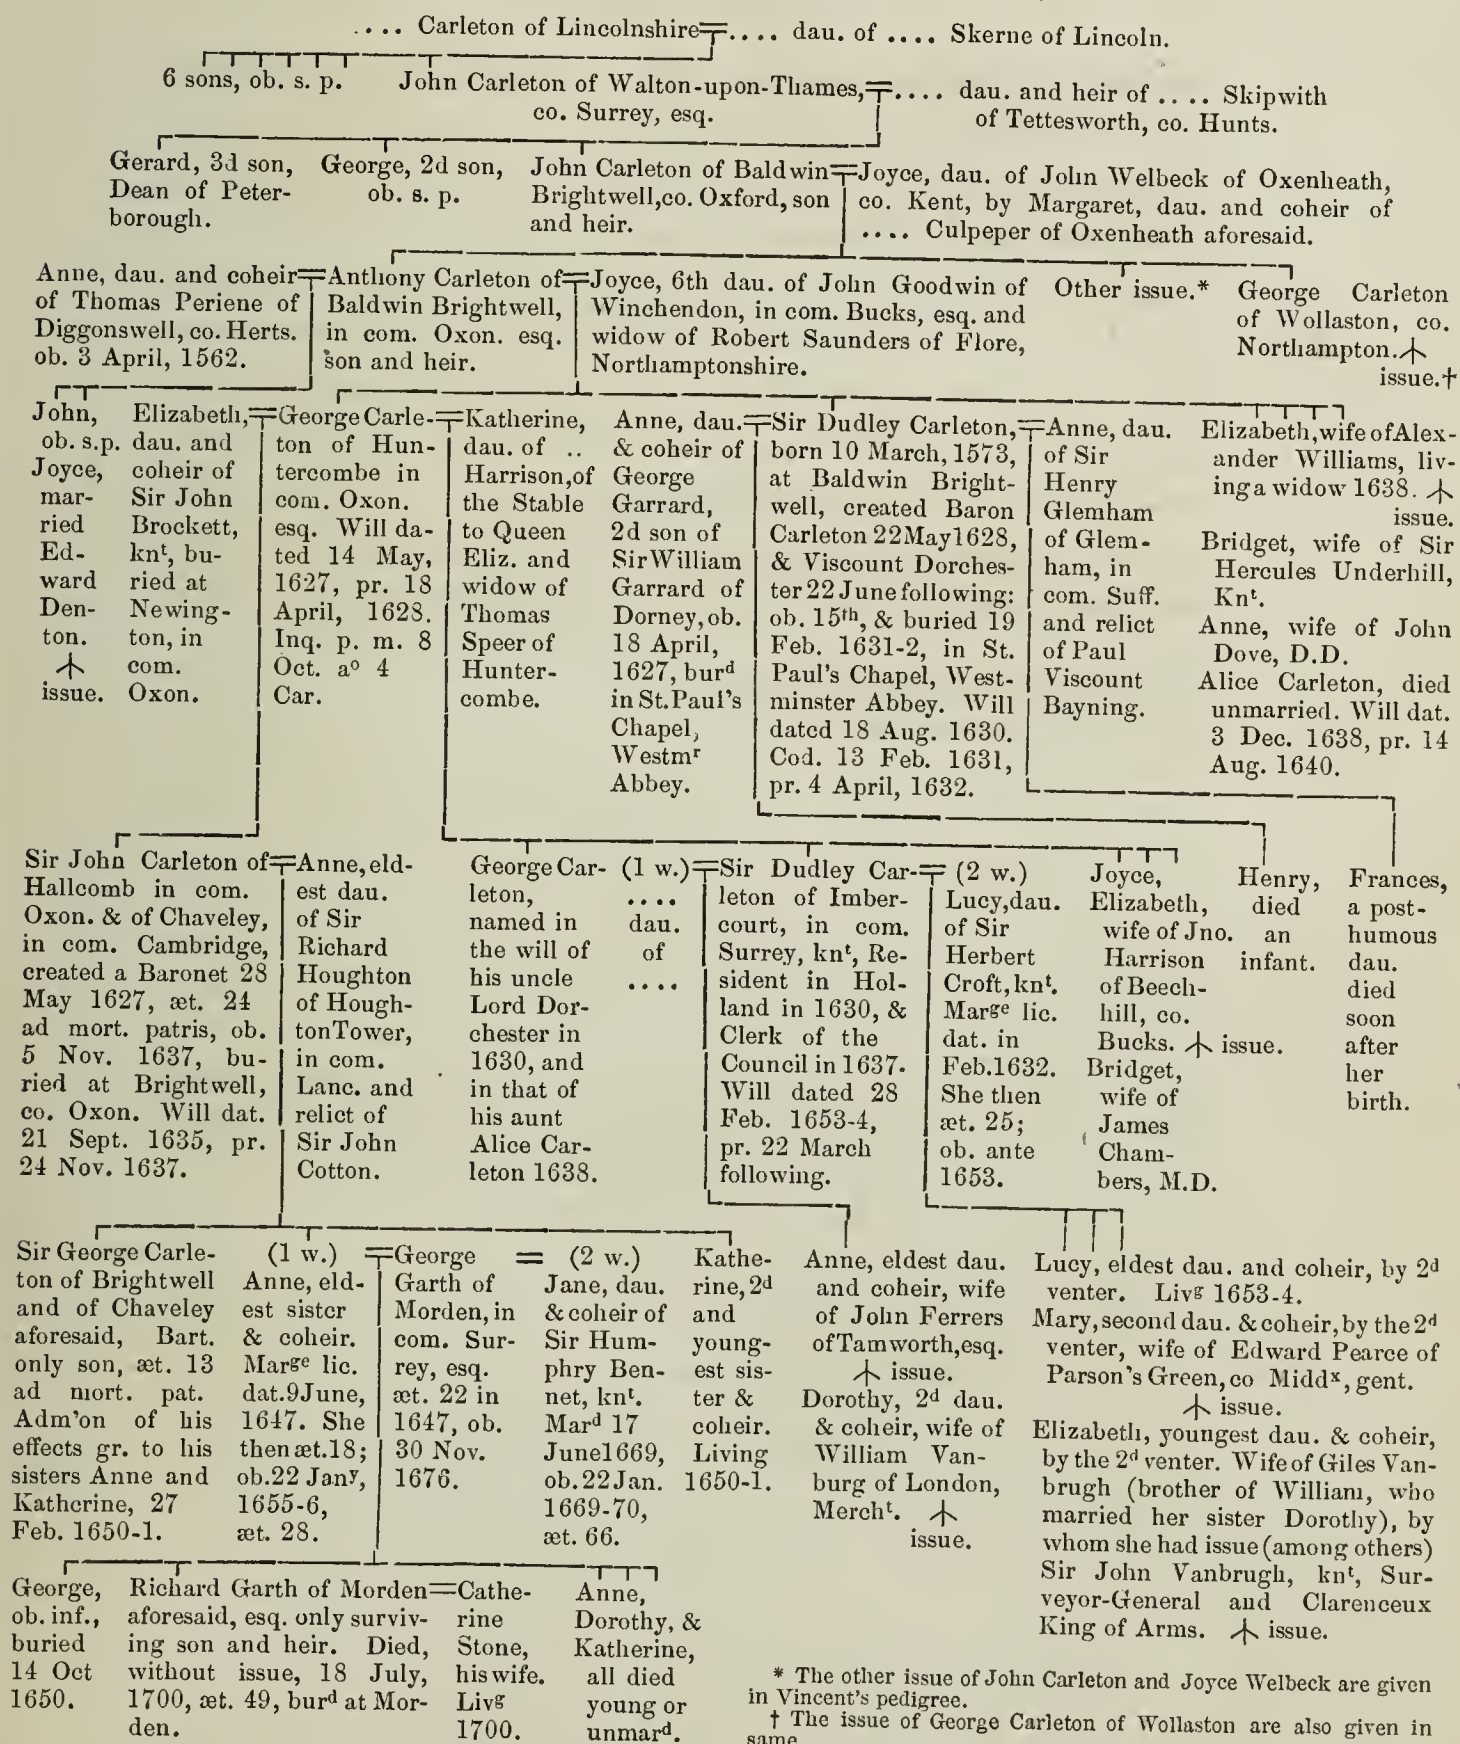 .... Carleton of Lincolnshire=.... dau. of .... Skerne of Lincoln.
6 sons, ob. s. p.
John Carleton of Walton-upon-Thames,=.... dau. and heir of .... Skipwith
co. Surrey, esq.
of Tettesworth, co. Hunts.
Gerard, 3d son,
Dean of Peter-
borough.
George, 2d son,
ob. s. p.
John Carleton of Baldwin
Brightwell, co. Oxford, son
and heir.
=Joyce, dau. of John Welbeck of Oxenheath,
co. Kent, by Margaret, dau. and coheir of
.... Culpeper of Oxenheath aforesaid.
Anne, dau. and coheir
of Thomas Periene of
Diggonswell, co. Herts.
ob. 3 April, 1562.
=Anthony Carleton of
Baldwin Brightwell,
in com. Oxon. esq.
son and heir.
=Joyce, 6th dau. of John Goodwin of
Winchendon, in com. Bucks, esq. and
widow of Robert Saunders of Flore,
Northamptonshire.
Other issue.*
George Carleton
of Wollaston, co.
Northampton.
issue.†
John,
ob. s.p.
Joyce,
mar-
ried
Ed-
ward
Den-
ton.
issue.
Elizabeth,
dau. and
coheir of
Sir John
Brockett,
knt, bu-
ried at
Newing-
ton, in
com.
Oxon.
=George Carle-
ton of Hun-
tercombe in
com. Oxon.
esq. Will da-
ted 14 May,
1627, pr. 18
April, 1628.
Inq. p. m. 8
Oct. ao 4
Car.
=Katherine,
dau. of ..
Harrison, of
the Stable
to Queen
Eliz. and
widow of
Thomas
Speer of
Hunter-
combe.
Anne, dau.
& coheir of
George
Garrard,
2d son of
Sir William
Garrard of
Dorney, ob.
18 April,
1627, burd
in St. Paul's
Chapel,
Westmr
Abbey.
=Sir Dudley Carleton,
born 10 March, 1573,
at Baldwin Bright-
well, created Baron
Carleton 22 May 1628,
& Viscount Dorches-
ter 22 June following:
ob. 15th, & buried 19
Feb. 1631-2, in St.
Paul's Chapel, West-
minster Abbey. Will
dated 18 Aug. 1630.
Cod. 13 Feb. 1631,
pr. 4 April, 1632.
=Anne, dau.
of Sir
Henry
Glemham
of Glem-
ham, in
com. Suff.
and relict
of Paul
Viscount
Bayning.
Elizabeth, wife of Alex-
ander Williams, liv-
ing a widow 1638.
issue.
Bridget, wife of Sir
Hercules Underhill,
Knt.
Anne, wife of John
Dove, D.D.
Alice Carleton, died
unmarried. Will dat.
3 Dec. 1638, pr. 14
Aug. 1640.
Sir John Carleton of
Hallcomb in com.
Oxon. & of Chaveley,
in com. Cambridge,
created a Baronet 28
May 1627, æt. 24
ad mort. patris, ob.
5 Nov. 1637, bu-
ried at Brightwell,
co. Oxon. Will dat.
21 Sept. 1635, pr.
24 Nov. 1637.
=Anne, eld-
est dau.
of Sir
Richard
Houghton
of Hough-
ton Tower,
in com.
Lanc. and
relict of
Sir John
Cotton.
George Car-
leton,
named in
the will of
his uncle
Lord Dor-
chester in
1630, and
in that of
his aunt
Alice Car-
leton 1638.
(1 w.)
....
dau.
of
....
=Sir Dudley Car-
leton of Imber-
court, in com.
Surrey, knt, Re-
sident in Hol-
land in 1630, &
Clerk of the
Council in 1637.
Will dated 28
Feb. 1653-4,
pr. 22 March
following.
= (2 w.)
Lucy, dau.
of Sir
Herbert
Croft, knt.
Marge lic.
dat. in
Feb. 1632.
She then
æt. 25;
ob. ante
1653.
Joyce,
Elizabeth,
wife of Jno.
Harrison
of Beech-
hill, co.
Bucks. issue.
Bridget,
wife of
James
Cham-
bers, M.D.
Henry,
died
an
infant.
Frances,
a post-
humous
dau.
died
soon
after
her
birth.
Sir George Carle-
ton of Brightwell
and of Chaveley
aforesaid, Bart.
only son, æt. 13
ad mort. pat.
Adm'on of his
effects gr. to his
sisters Anne and
Katherine, 27
Feb. 1650-1.
(1 w.)
Anne, eld-
est sister
& coheir.
Marge lic.
dat. 9 June,
1647. She
then æt. 18;
ob. 22 Jany,
1655-6,
æt. 28.
=George
Garth of
Morden, in
com. Sur-
rey, esq.
æt. 22 in
1647, ob.
30 Nov.
1676.
= (2 w.)
Jane, dau.
& coheir of
Sir Hum-
phry Ben-
net, knt.
Mard 17
June 1669,
ob. 22 Jan.
1669-70,
æt. 66.
Kathe-
rine, 2d
and
young-
est sis-
ter &
coheir.
Living
1650-1.
Anne, eldest dau.
and coheir, wife
of John Ferrers
of Tamworth, esq.
issue.
Dorothy, 2d dau.
& coheir, wife of
William Van-
burg of London,
Mercht.
issue.
Lucy, eldest dau. and coheir, by 2d
venter. Livg 1653-4.
Mary, second dau. & coheir, by the 2d
venter, wife of Edward Pearce of
Parson's Green, co Middx, gent.
issue.
Elizabeth, youngest dau. & coheir,
by the 2d venter. Wife of Giles Van-
brugh (brother of William, who
married her sister Dorothy), by
whom she had issue (among others)
Sir John Vanbrugh, knt, Sur-
veyor-General and Clarenceux
King of Arms. issue.
George,
ob. inf.,
buried
14 Oct
1650.
Richard Garth of Morden
aforesaid, esq. only surviv-
ing son and heir. Died,
without issue, 18 July,
1700, æt. 49, burd at Mor-
den.
=Cathe-
rine
Stone,
his wife.
Livg
1700.
Anne,
Dorothy, &
Katherine,
all died
young or
unmard.
* The other issue of John Carleton and Joyce Welbeck are given
in Vincent's pedigree.
† The issue of George Carleton of Wollaston are also given in
same